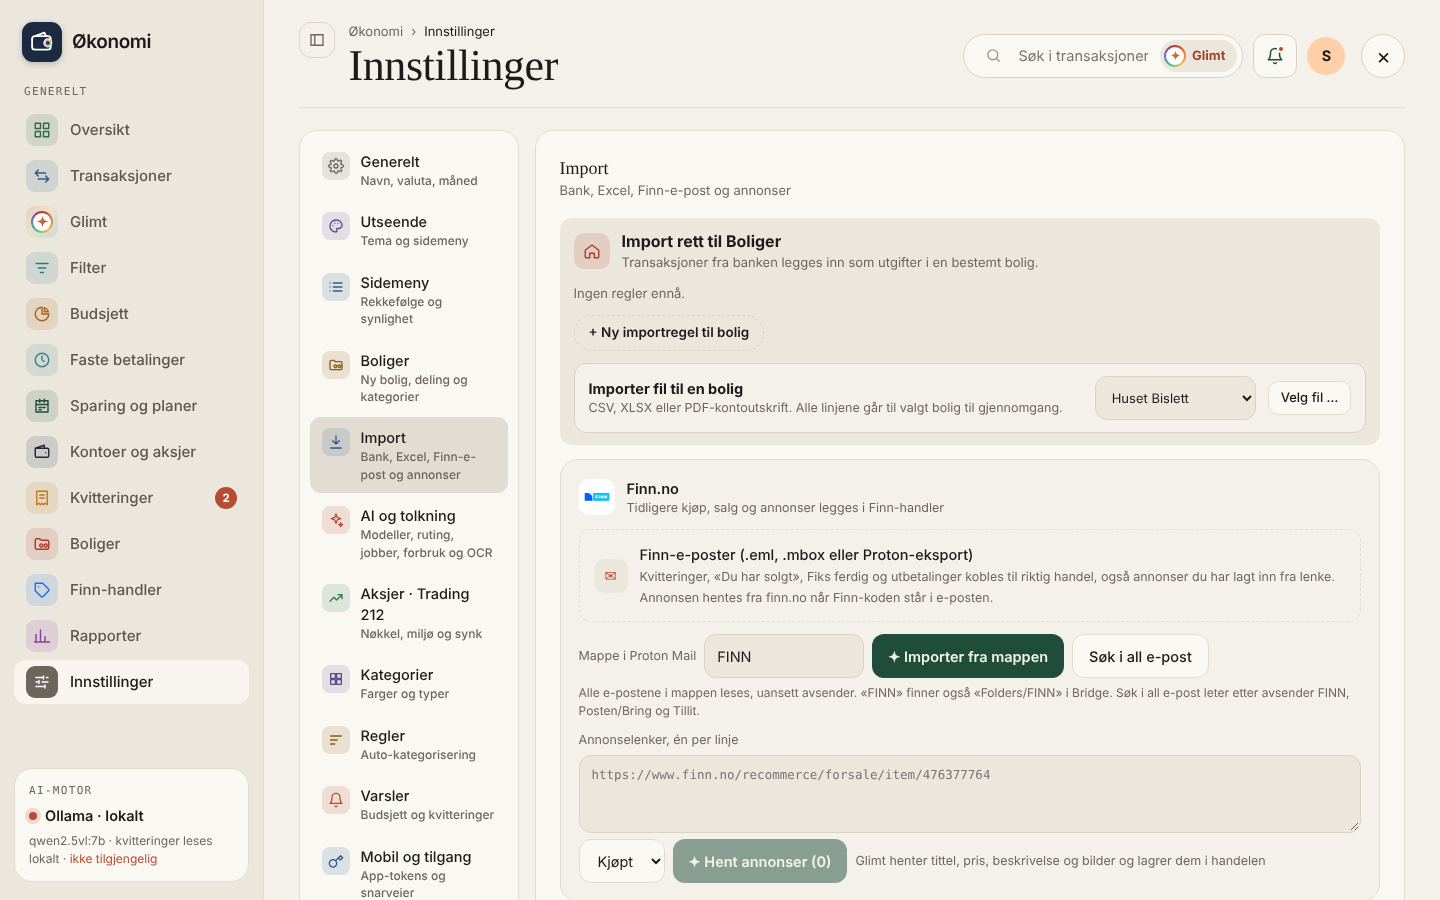 Økonomi
GENERELT
Oversikt
Transaksjoner
Glimt
Filter
Budsjett
Faste betalinger
Sparing og planer
Kontoer og aksjer
Kvitteringer
2
Boliger
Finn-handler
Rapporter
Innstillinger
AI-MOTOR
Ollama · lokalt
qwen2.5vl:7b · kvitteringer leses
lokalt · ikke tilgjengelig
Økonomi › Innstillinger
Innstillinger
Søk i transaksjoner
Glimt
S
Generelt
Navn, valuta, måned
Utseende
Tema og sidemeny
Sidemeny
Rekkefølge og
synlighet
Boliger
Ny bolig, deling og
kategorier
Import
Bank, Excel, Finn-e-
post og annonser
AI og tolkning
Modeller, ruting,
jobber, forbruk og OCR
Aksjer · Trading
212
Nøkkel, miljø og synk
Kategorier
Farger og typer
Regler
Auto-kategorisering
Varsler
Budsjett og kvitteringer
Mobil og tilgang
App-tokens og
snarveier
Import
Bank, Excel, Finn-e-post og annonser
Import rett til Boliger
Transaksjoner fra banken legges inn som utgifter i en bestemt bolig.
Ingen regler ennå.
+ Ny importregel til bolig
Importer fil til en bolig
CSV, XLSX eller PDF-kontoutskrift. Alle linjene går til valgt bolig til gjennomgang.
Huset Bislett
Velg fil ...
Finn.no
Tidligere kjøp, salg og annonser legges i Finn-handler
Finn-e-poster (.eml, .mbox eller Proton-eksport)
Kvitteringer, «Du har solgt», Fiks ferdig og utbetalinger kobles til riktig handel, også annonser du har lagt inn fra lenke.
Annonsen hentes fra finn.no når Finn-koden står i e-posten.
Mappe i Proton Mail
FINN
✦ Importer fra mappen
Søk i all e-post
Alle e-postene i mappen leses, uansett avsender. «FINN» finner også «Folders/FINN» i Bridge. Søk i all e-post leter etter avsender FINN,
Posten/Bring og Tillit.
Annonselenker, én per linje
https://www.finn.no/recommerce/forsale/item/476377764
Kjøpt
✦ Hent annonser (0)
Glimt henter tittel, pris, beskrivelse og bilder og lagrer dem i handelen